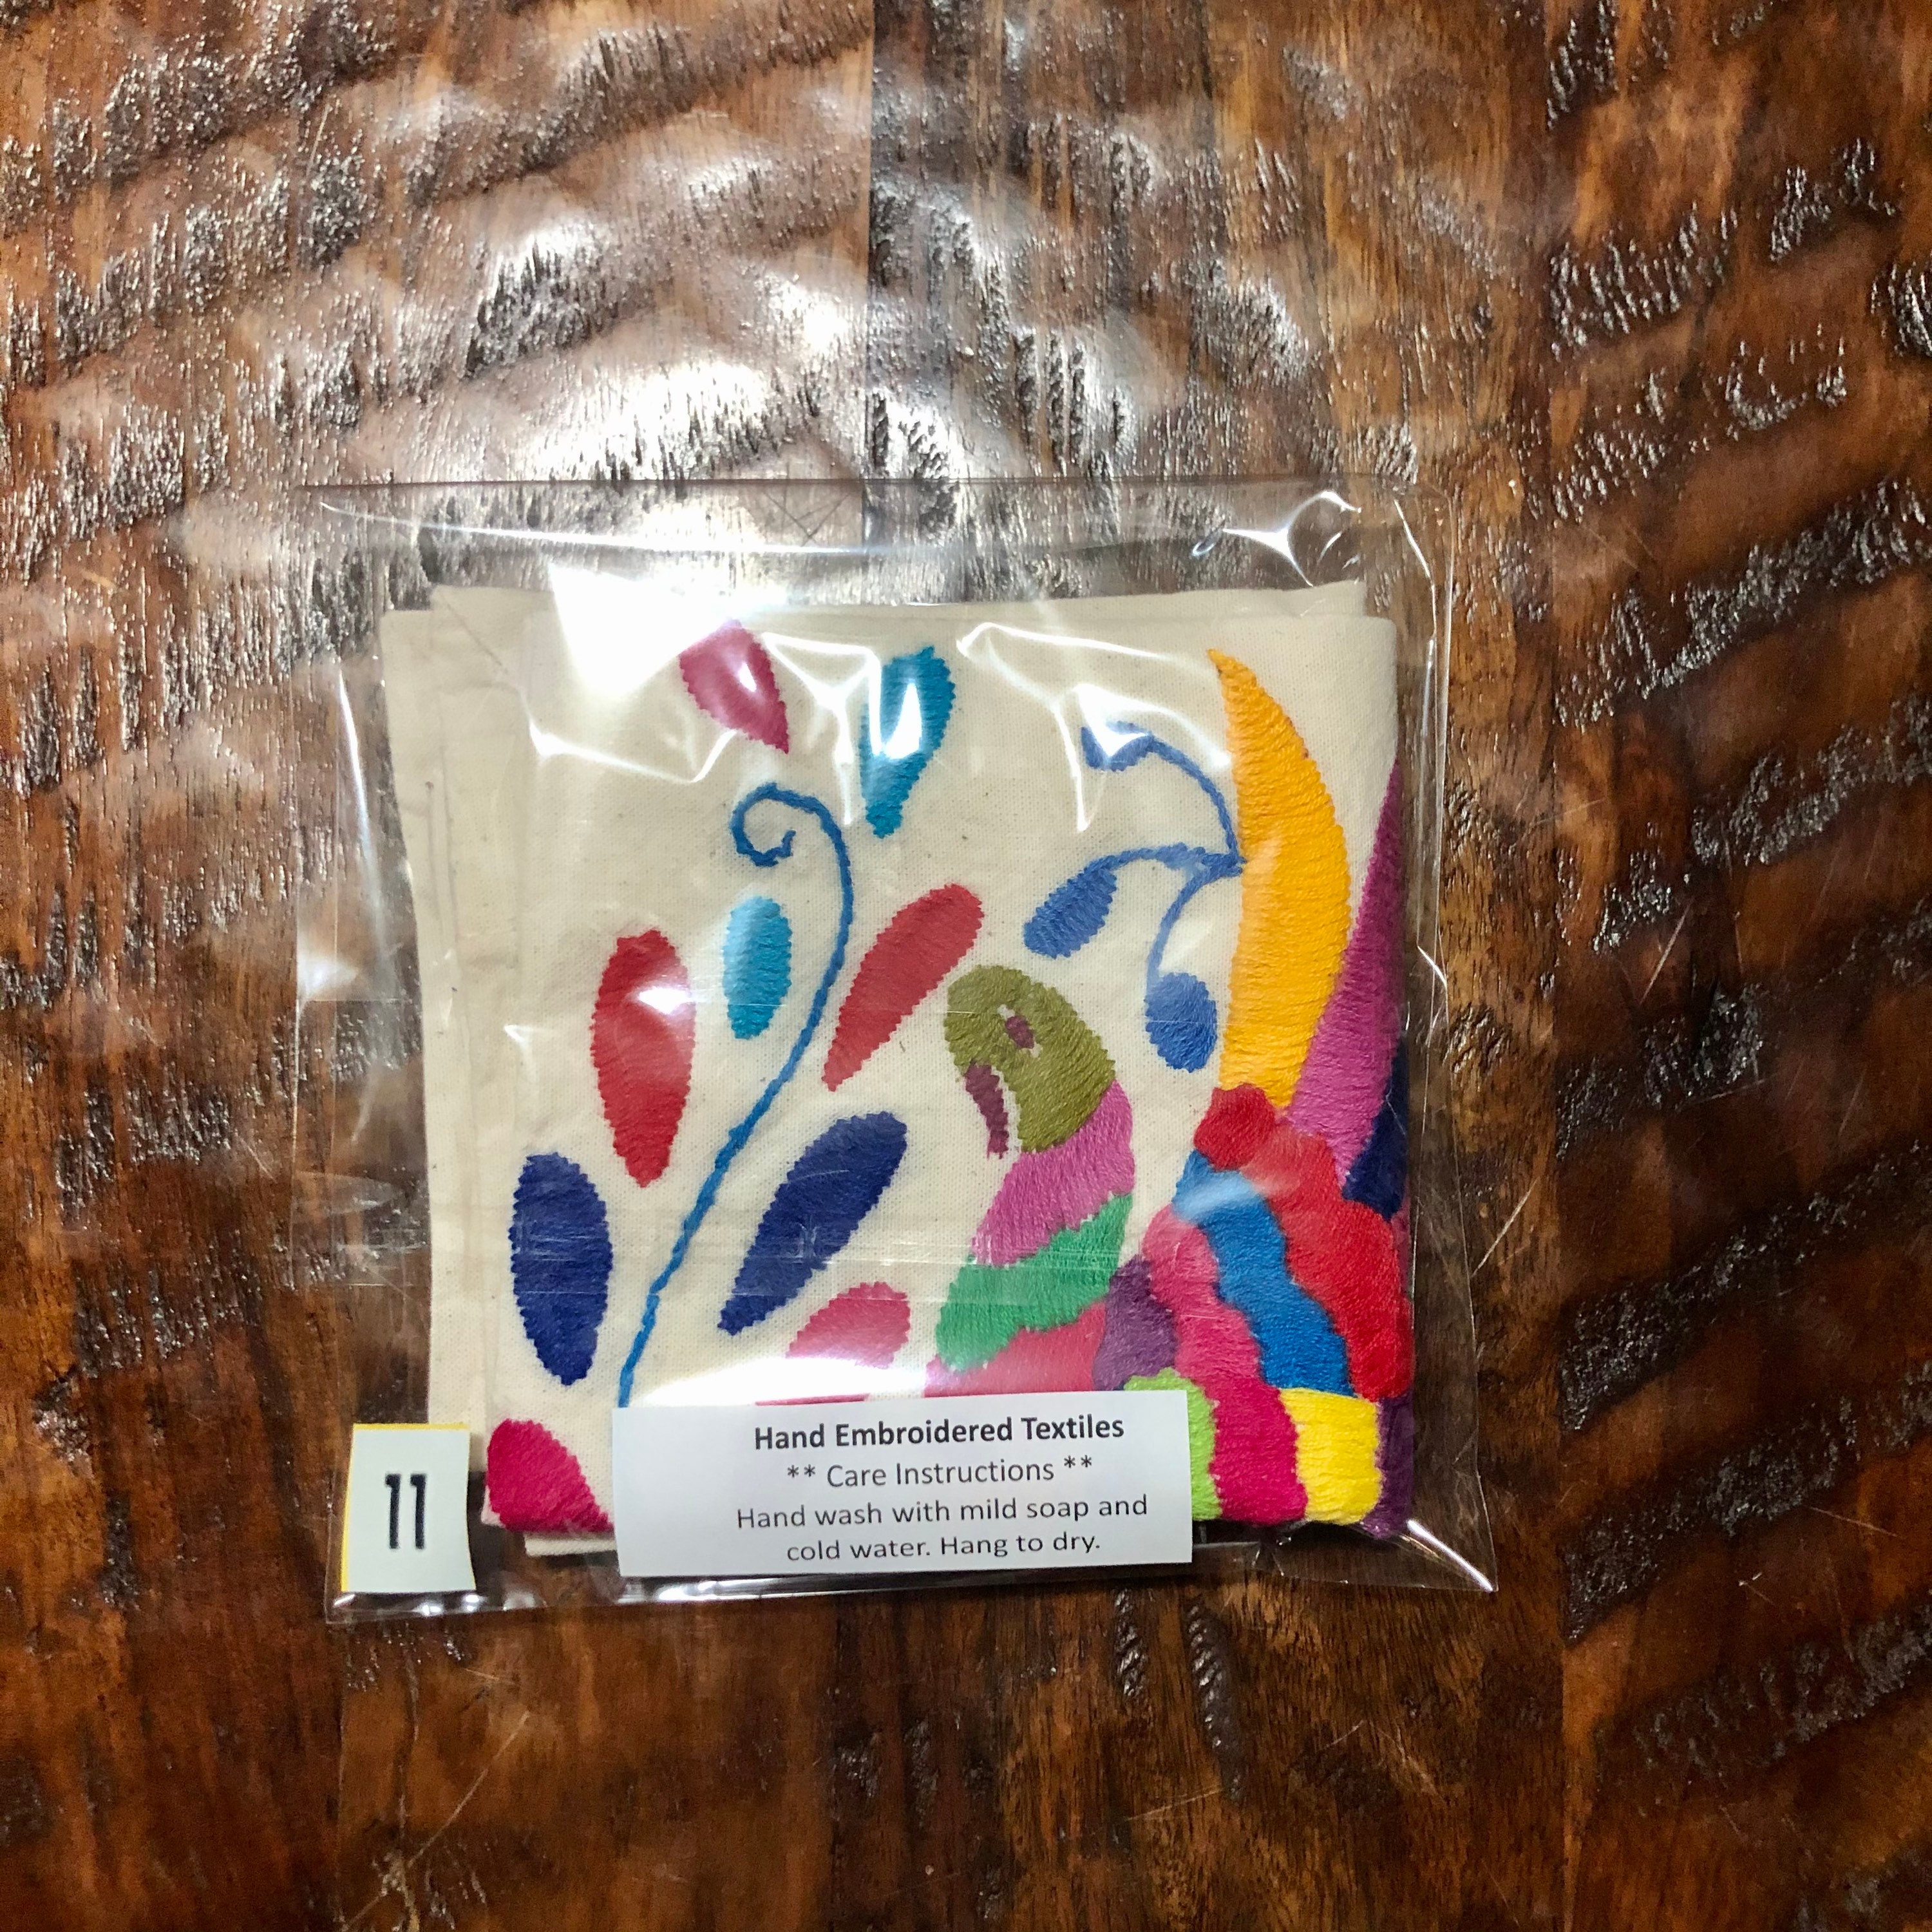 Hand Embroidered Textiles
** Care Instructions **
Hand wash with mild soap and
cold water. Hang to dry.
11